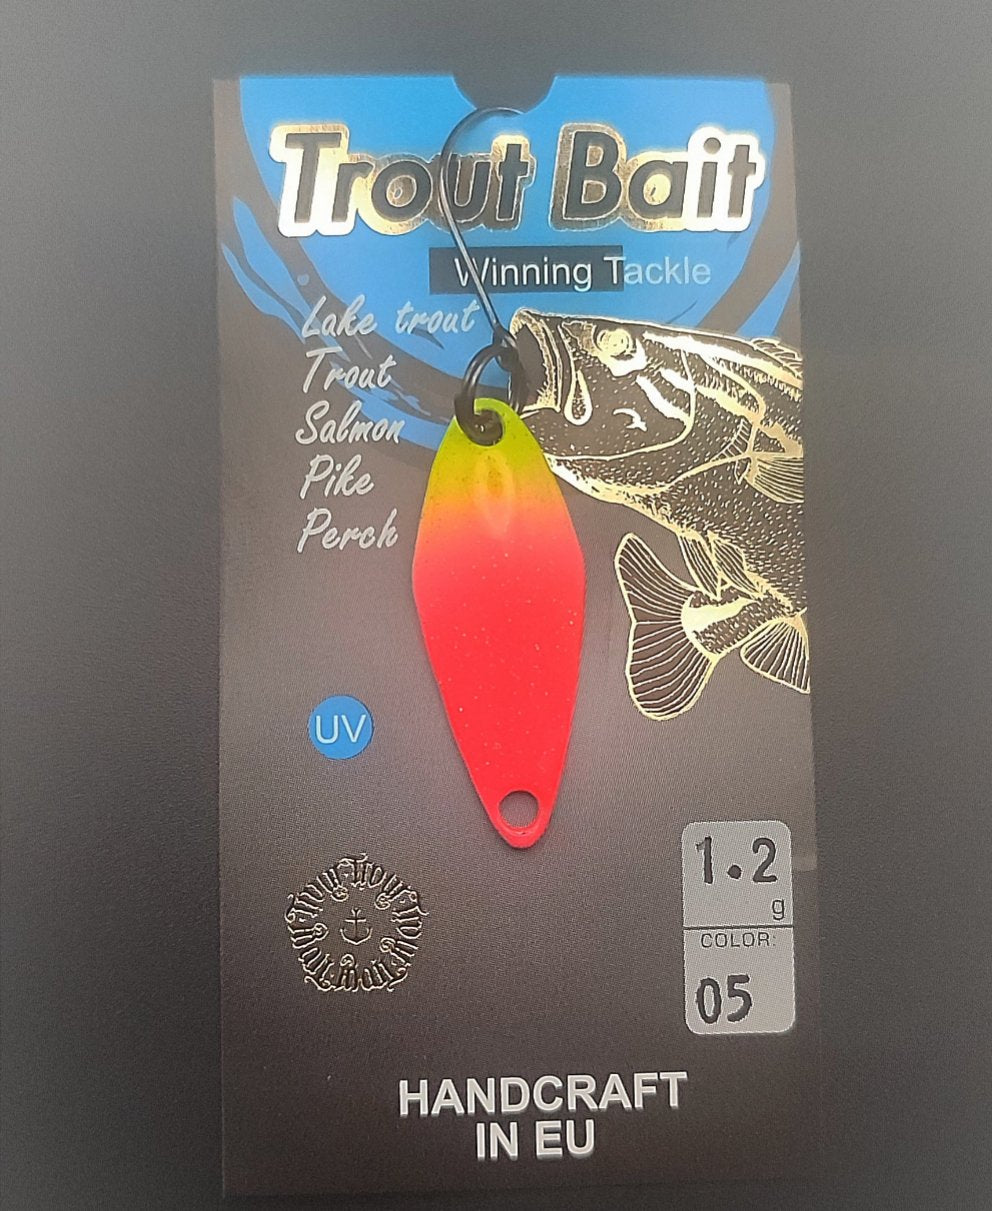 Trout Bait
Winning Tackle
Lake trout
Trout
Salmon
Pike
Perch
UV
1.2
g
COLOR:
05
HANDCRAFT
IN EU